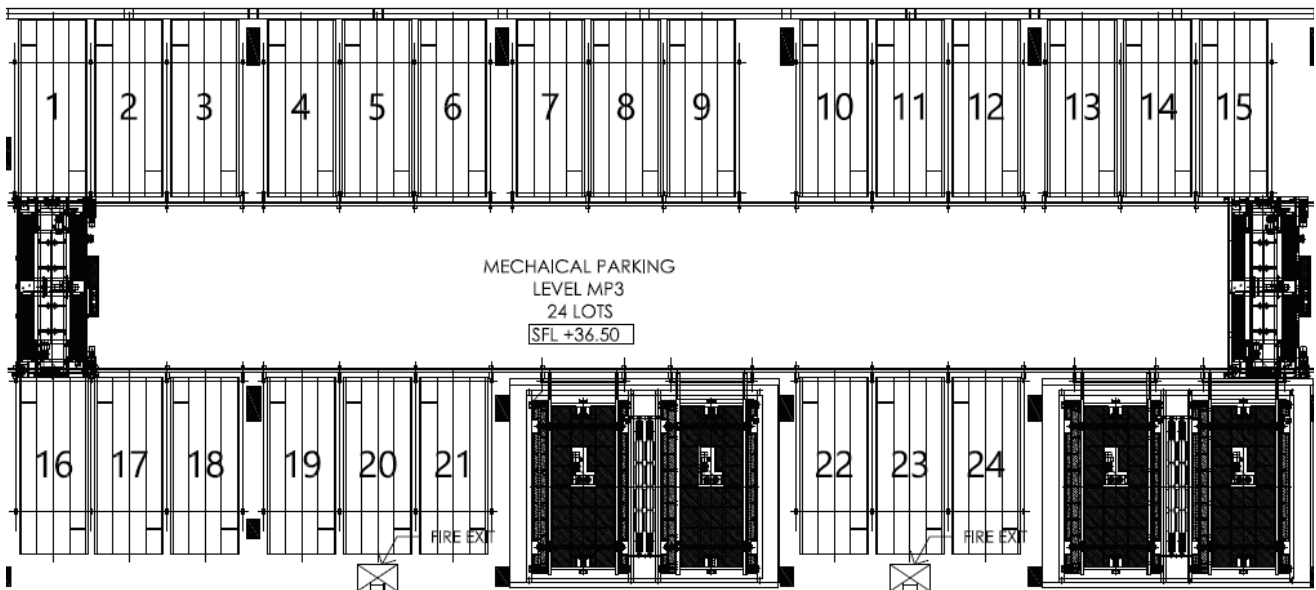 1 2 3 4 5 6 7 8 9 10 11 12 13 14 15
MECHAICAL PARKING
LEVEL MP3
24 LOTS
SFL +36.50
16 17 18 19 20 21 22 23 24
FIRE EXIT
FIRE EXIT